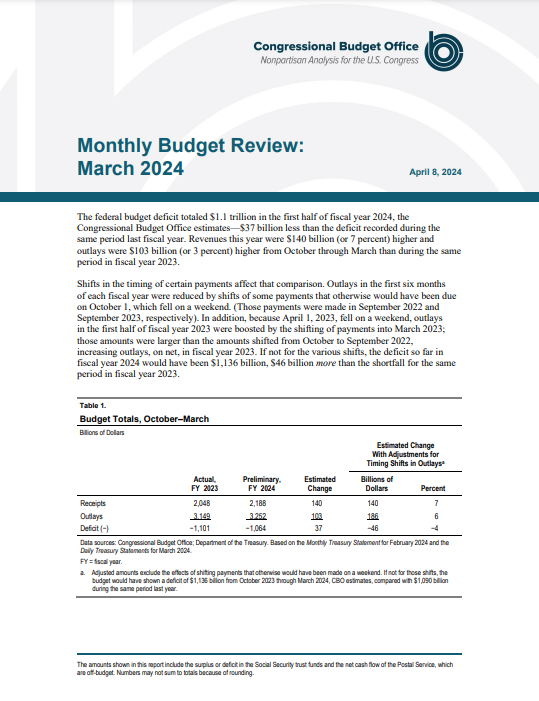 Congressional Budget Office
Nonpartisan Analysis for the U.S. Congress
Monthly Budget Review:
March 2024
April 8, 2024
The federal budget deficit totaled $1.1 trillion in the first half of fiscal year 2024, the
Congressional Budget Office estimates—$37 billion less than the deficit recorded during the
same period last fiscal year. Revenues this year were $140 billion (or 7 percent) higher and
outlays were $103 billion (or 3 percent) higher from October through March than during the same
period in fiscal year 2023.
Shifts in the timing of certain payments affect that comparison. Outlays in the first six months
of each fiscal year were reduced by shifts of some payments that otherwise would have been due
on October 1, which fell on a weekend. (Those payments were made in September 2022 and
September 2023, respectively). In addition, because April 1, 2023, fell on a weekend, outlays
in the first half of fiscal year 2023 were boosted by the shifting of payments into March 2023;
those amounts were larger than the amounts shifted from October to September 2022,
increasing outlays, on net, in fiscal year 2023. If not for the various shifts, the deficit so far in
fiscal year 2024 would have been $1,136 billion, $46 billion more than the shortfall for the same
period in fiscal year 2023.
Table 1.
Budget Totals, October–March
Billions of Dollars
Estimated Change
With Adjustments for
Timing Shifts in Outlaysᵃ
Actual, Preliminary, Estimated Billions of
FY 2023 FY 2024 Change Dollars Percent
Receipts 2,048 2,188 140 140 7
Outlays 3,149 3,252 103 186 6
Deficit (−) −1,101 −1,064 37 −46 −4
Data sources: Congressional Budget Office; Department of the Treasury. Based on the Monthly Treasury Statement for February 2024 and the
Daily Treasury Statements for March 2024.
FY = fiscal year.
a. Adjusted amounts exclude the effects of shifting payments that otherwise would have been made on a weekend. If not for those shifts, the
budget would have shown a deficit of $1,136 billion from October 2023 through March 2024, CBO estimates, compared with $1,090 billion
during the same period last year.
The amounts shown in this report include the surplus or deficit in the Social Security trust funds and the net cash flow of the Postal Service, which
are off-budget. Numbers may not sum to totals because of rounding.